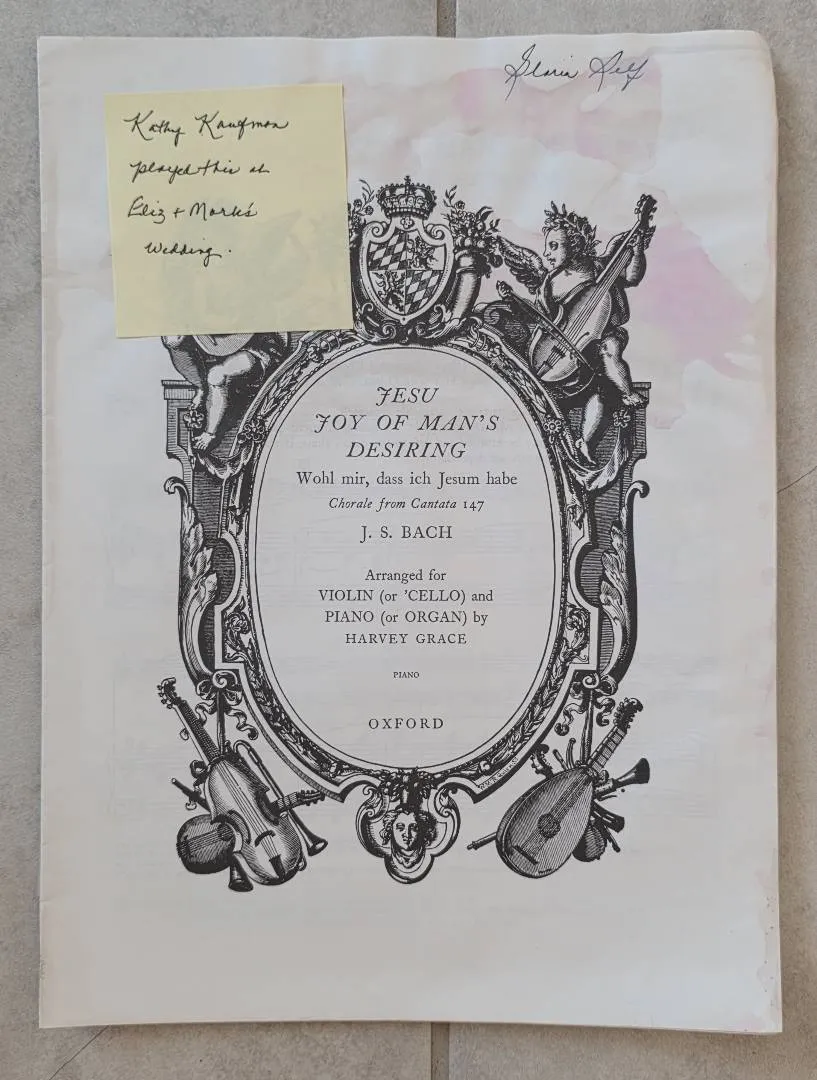 Gloria Self
Kathy Kaufman
played this at
Eliz + Mark's
Wedding.
JESU
JOY OF MAN'S
DESIRING
Wohl mir, dass ich Jesum habe
Chorale from Cantata 147
J. S. BACH
Arranged for
VIOLIN (or 'CELLO) and
PIANO (or ORGAN) by
HARVEY GRACE
PIANO
OXFORD